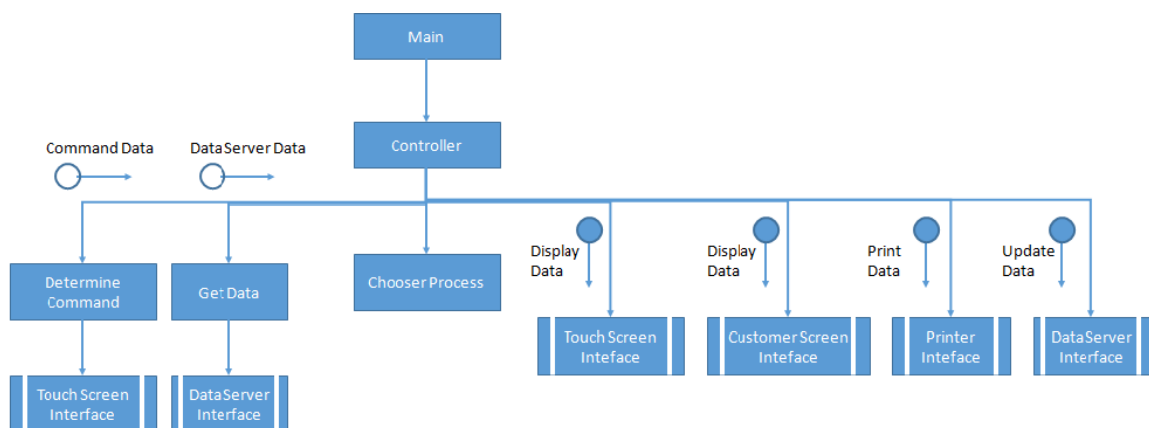 Main
Controller
Command Data
DataServer Data
Determine
Command
Get Data
Chooser Process
Display
Data
Display
Data
Print
Data
Update
Data
Touch Screen
Inteface
Customer Screen
Inteface
Printer
Inteface
DataServer
Interface
Touch Screen
Interface
DataServer
Interface